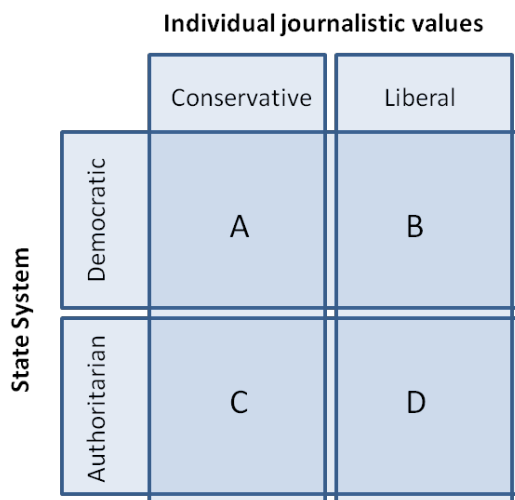 Individual journalistic values
Conservative
Liberal
State System
Democratic
A
B
Authoritarian
C
D